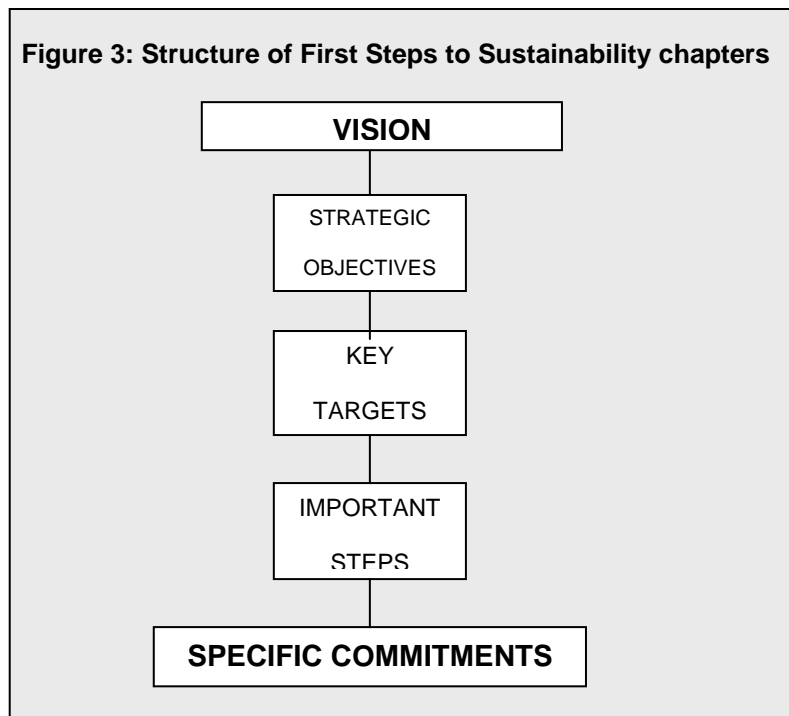 Figure 3: Structure of First Steps to Sustainability chapters
VISION
STRATEGIC
OBJECTIVES
KEY
TARGETS
IMPORTANT
STEPS
SPECIFIC COMMITMENTS